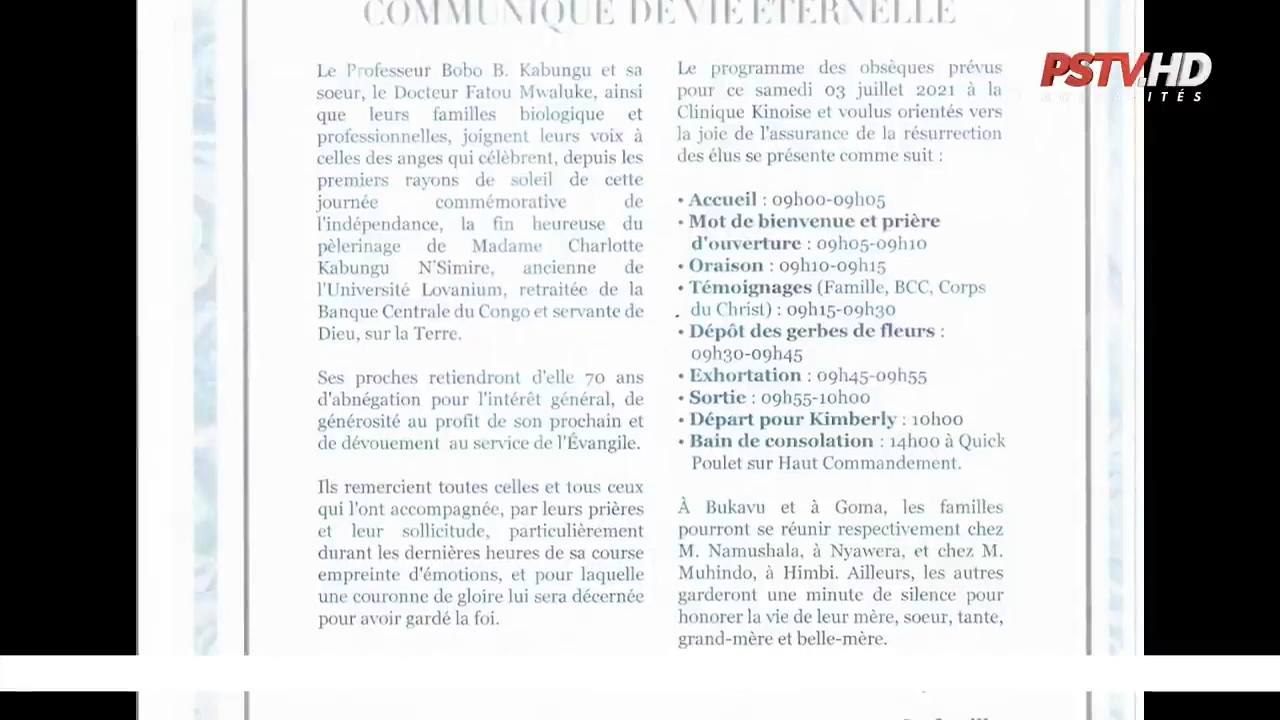 COMMUNIQUÉ DE VIE ÉTERNELLE
Le Professeur Bobo B. Kabungu et sa
soeur, le Docteur Fatou Mwaluke, ainsi
que leurs familles biologique et
professionnelles, joignent leurs voix à
celles des anges qui célèbrent, depuis les
premiers rayons de soleil de cette
journée commémorative de
l'indépendance, la fin heureuse du
pèlerinage de Madame Charlotte
Kabungu N'Simire, ancienne de
l'Université Lovanium, retraitée de la
Banque Centrale du Congo et servante de
Dieu, sur la Terre.
Ses proches retiendront d'elle 70 ans
d'abnégation pour l'intérêt général, de
générosité au profit de son prochain et
de dévouement au service de l'Évangile.
Ils remercient toutes celles et tous ceux
qui l'ont accompagnée, par leurs prières
et leur sollicitude, particulièrement
durant les dernières heures de sa course
empreinte d'émotions, et pour laquelle
une couronne de gloire lui sera décernée
pour avoir gardé la foi.
Le programme des obsèques prévus
pour ce samedi 03 juillet 2021 à la
Clinique Kinoise et voulus orientés vers
la joie de l'assurance de la résurrection
des élus se présente comme suit :
• Accueil : 09h00-09h05
• Mot de bienvenue et prière
d'ouverture : 09h05-09h10
• Oraison : 09h10-09h15
• Témoignages (Famille, BCC, Corps
du Christ) : 09h15-09h30
• Dépôt des gerbes de fleurs :
09h30-09h45
• Exhortation : 09h45-09h55
• Sortie : 09h55-10h00
• Départ pour Kimberly : 10h00
• Bain de consolation : 14h00 à Quick
Poulet sur Haut Commandement.
À Bukavu et à Goma, les familles
pourront se réunir respectivement chez
M. Namushala, à Nyawera, et chez M.
Muhindo, à Himbi. Ailleurs, les autres
garderont une minute de silence pour
honorer la vie de leur mère, soeur, tante,
grand-mère et belle-mère.
PSTV.HD